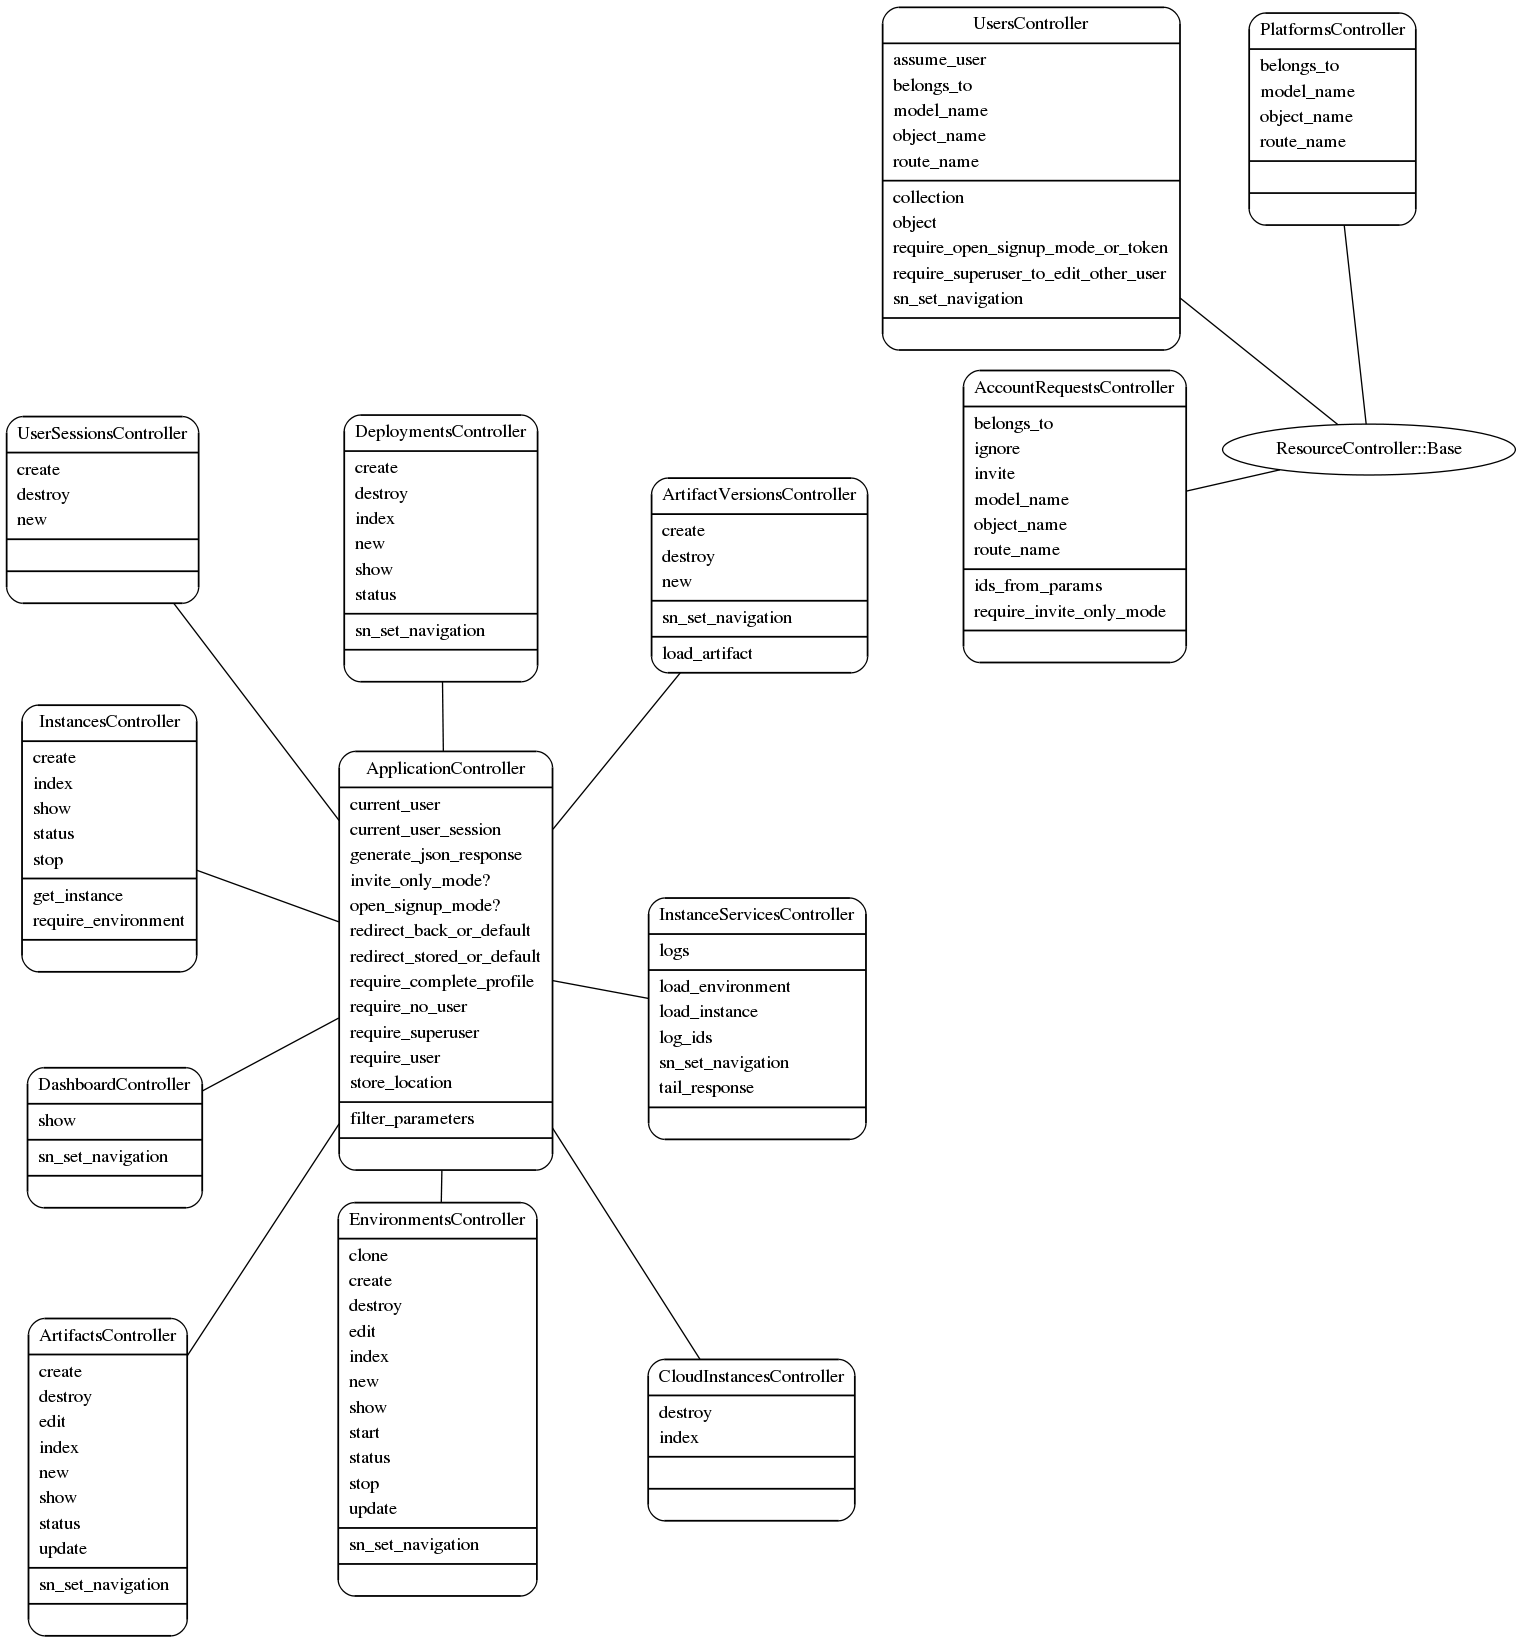 UsersController
assume_user
belongs_to
model_name
object_name
route_name
collection
object
require_open_signup_mode_or_token
require_superuser_to_edit_other_user
sn_set_navigation
PlatformsController
belongs_to
model_name
object_name
route_name
AccountRequestsController
belongs_to
ignore
invite
model_name
object_name
route_name
ids_from_params
require_invite_only_mode
ResourceController::Base
UserSessionsController
create
destroy
new
DeploymentsController
create
destroy
index
new
show
status
sn_set_navigation
ArtifactVersionsController
create
destroy
new
sn_set_navigation
load_artifact
InstancesController
create
index
show
status
stop
get_instance
require_environment
ApplicationController
current_user
current_user_session
generate_json_response
invite_only_mode?
open_signup_mode?
redirect_back_or_default
redirect_stored_or_default
require_complete_profile
require_no_user
require_superuser
require_user
store_location
filter_parameters
InstanceServicesController
logs
load_environment
load_instance
log_ids
sn_set_navigation
tail_response
DashboardController
show
sn_set_navigation
EnvironmentsController
clone
create
destroy
edit
index
new
show
start
status
stop
update
sn_set_navigation
ArtifactsController
create
destroy
edit
index
new
show
status
update
sn_set_navigation
CloudInstancesController
destroy
index